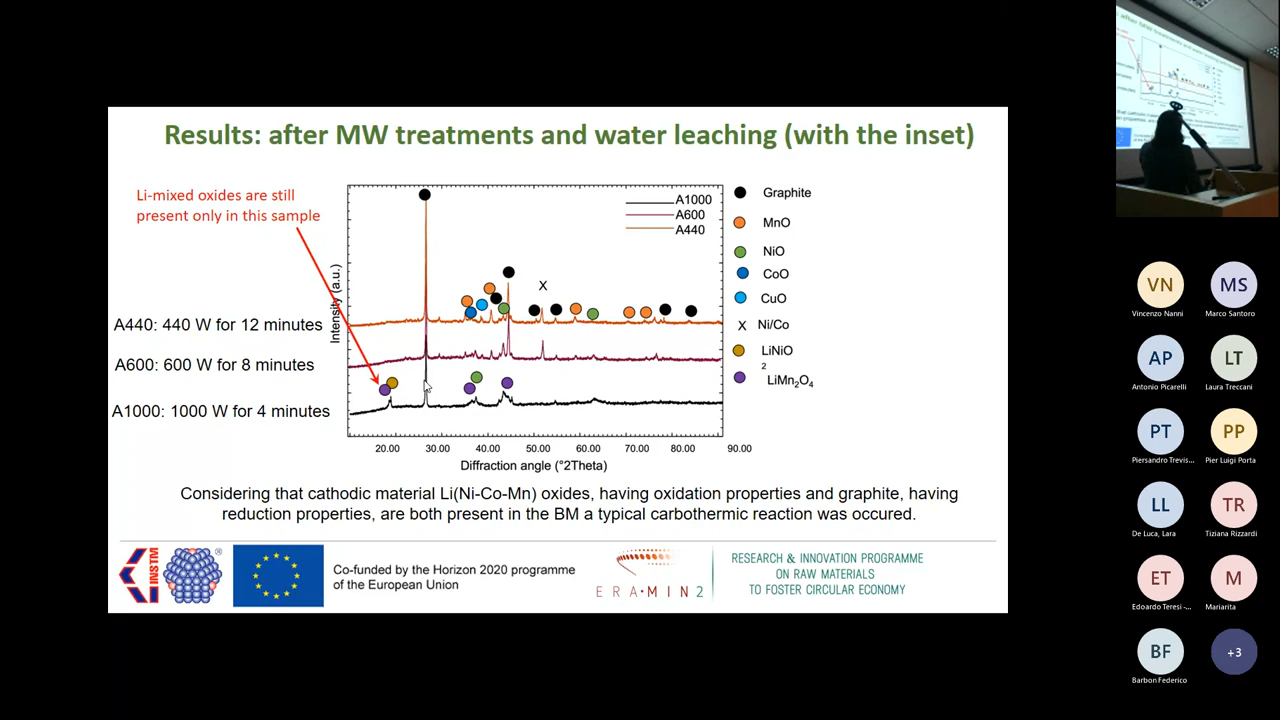 Results: after MW treatments and water leaching (with the inset)
Li-mixed oxides are still
present only in this sample
A1000
A600
A440
Graphite
MnO
NiO
CoO
CuO
X
Ni/Co
LiNiO
2
LiMn2O4
X
Intensity (a.u.)
A440: 440 W for 12 minutes
A600: 600 W for 8 minutes
A1000: 1000 W for 4 minutes
20.00 30.00 40.00 50.00 60.00 70.00 80.00 90.00
Diffraction angle (°2Theta)
Considering that cathodic material Li(Ni-Co-Mn) oxides, having oxidation properties and graphite, having
reduction properties, are both present in the BM a typical carbothermic reaction was occured.
INSTM
®
Co-funded by the Horizon 2020 programme
of the European Union
ERA•MIN2
RESEARCH & INNOVATION PROGRAMME
ON RAW MATERIALS
TO FOSTER CIRCULAR ECONOMY
VN
Vincenzo Nanni
MS
Marco Santoro
AP
Antonio Picarelli
LT
Laura Treccani
PT
Piersandro Trevis...
PP
Pier Luigi Porta
LL
De Luca, Lara
TR
Tiziana Rizzardi
ET
Edoardo Teresi -...
M
Mariarita
BF
Barbon Federico
+3